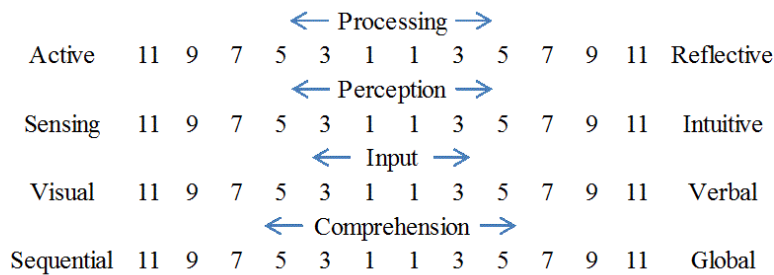 Processing
Active 11 9 7 5 3 1 1 3 5 7 9 11 Reflective
Perception
Sensing 11 9 7 5 3 1 1 3 5 7 9 11 Intuitive
Input
Visual 11 9 7 5 3 1 1 3 5 7 9 11 Verbal
Comprehension
Sequential 11 9 7 5 3 1 1 3 5 7 9 11 Global